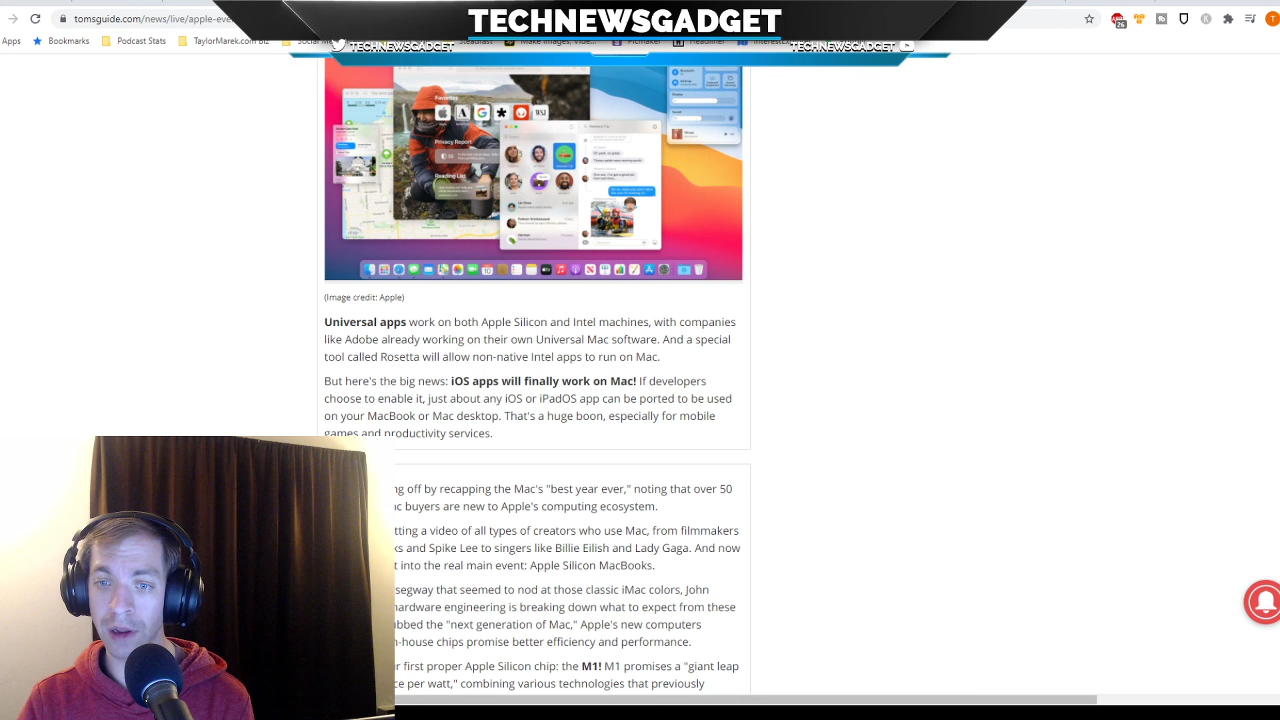 TECHNEWSGADGET
tomsguide.com/news/live/apple-eve
26
T
Apps
Bookmarks
Podcast Stats
TaylorMarek.com Biz
TECHNEWSGADGET
TECHNEWSGADGET
Favorites
Privacy Report
Reading List
(Image credit: Apple)
Universal apps work on both Apple Silicon and Intel machines, with companies
like Adobe already working on their own Universal Mac software. And a special
tool called Rosetta will allow non-native Intel apps to run on Mac.
But here's the big news: iOS apps will finally work on Mac! If developers
choose to enable it, just about any iOS or iPadOS app can be ported to be used
on your MacBook or Mac desktop. That's a huge boon, especially for mobile
games and productivity services.
ng off by recapping the Mac's "best year ever," noting that over 50
c buyers are new to Apple's computing ecosystem.
tting a video of all types of creators who use Mac, from filmmakers
ks and Spike Lee to singers like Billie Eilish and Lady Gaga. And now
t into the real main event: Apple Silicon MacBooks.
segway that seemed to nod at those classic iMac colors, John
hardware engineering is breaking down what to expect from these
ubbed the "next generation of Mac," Apple's new computers
n-house chips promise better efficiency and performance.
r first proper Apple Silicon chip: the M1! M1 promises a "giant leap
ce per watt," combining various technologies that previously